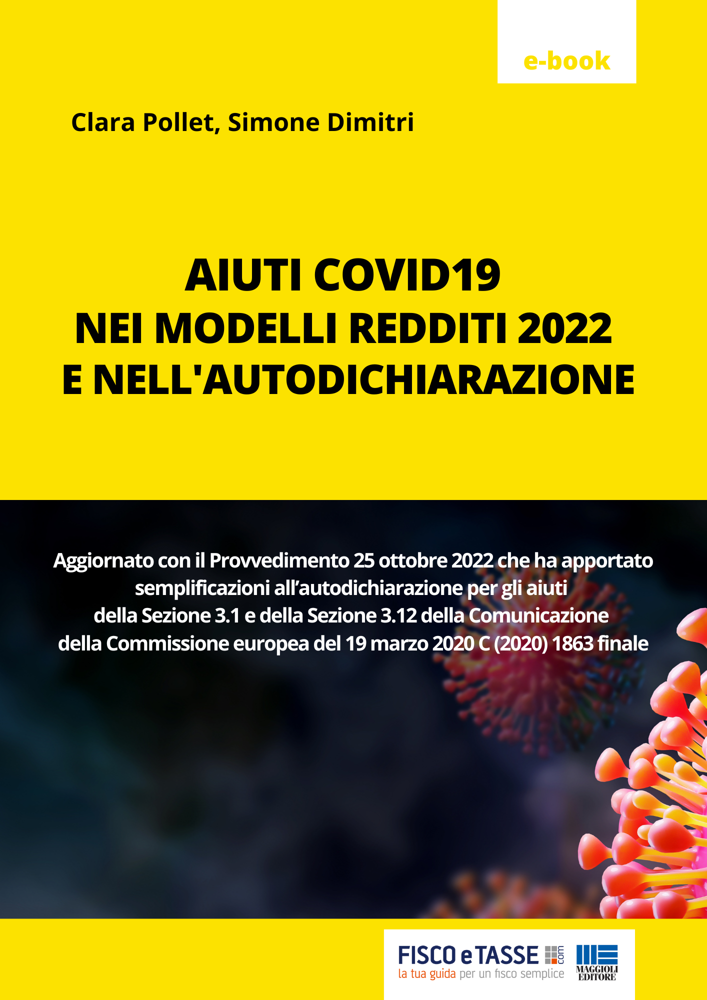 e-book
Clara Pollet, Simone Dimitri
AIUTI COVID19
NEI MODELLI REDDITI 2022
E NELL'AUTODICHIARAZIONE
Aggiornato con il Provvedimento 25 ottobre 2022 che ha apportato
semplificazioni all’autodichiarazione per gli aiuti
della Sezione 3.1 e della Sezione 3.12 della Comunicazione
della Commissione europea del 19 marzo 2020 C (2020) 1863 finale
FISCO e TASSE .com
la tua guida per un fisco semplice
MAGGIOLI
EDITORE